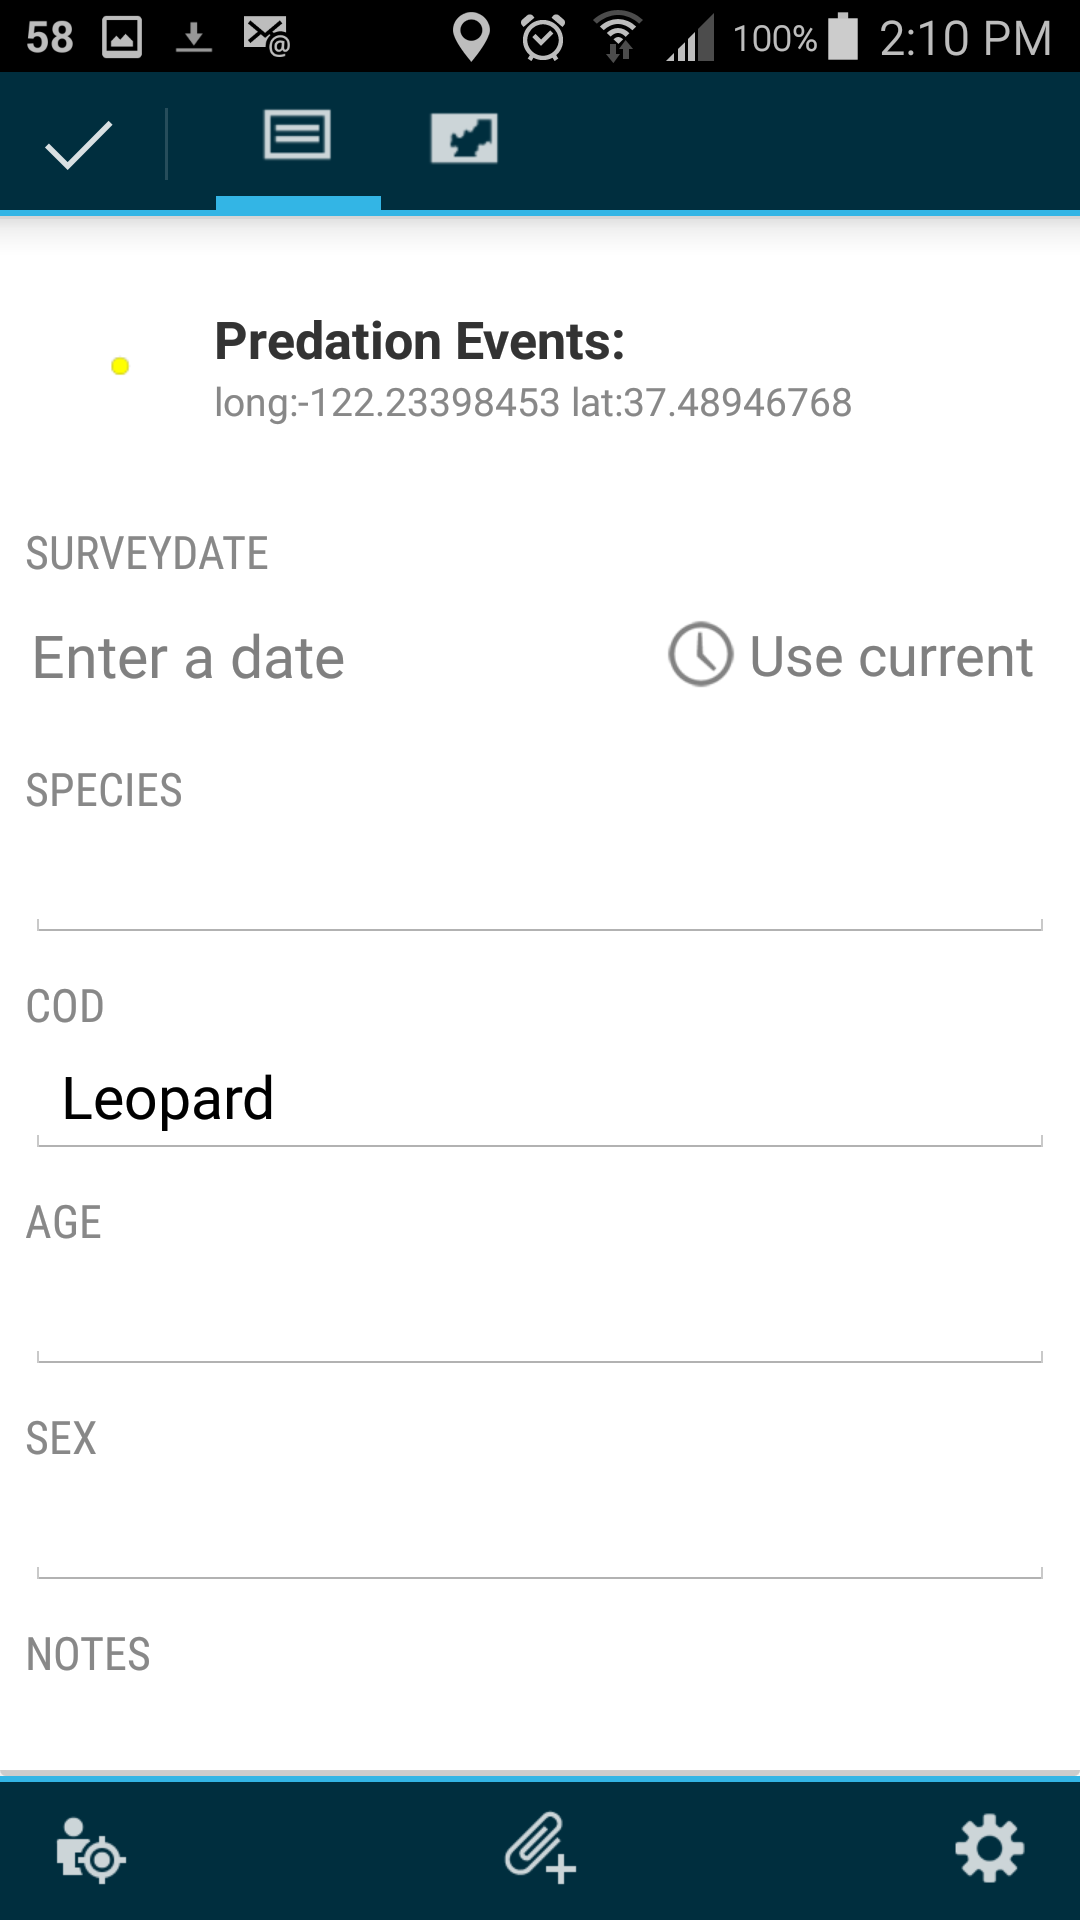 58 100% 2:10 PM
Predation Events:
long:-122.23398453 lat:37.48946768
SURVEYDATE
Enter a date Use current
SPECIES
COD
Leopard
AGE
SEX
NOTES